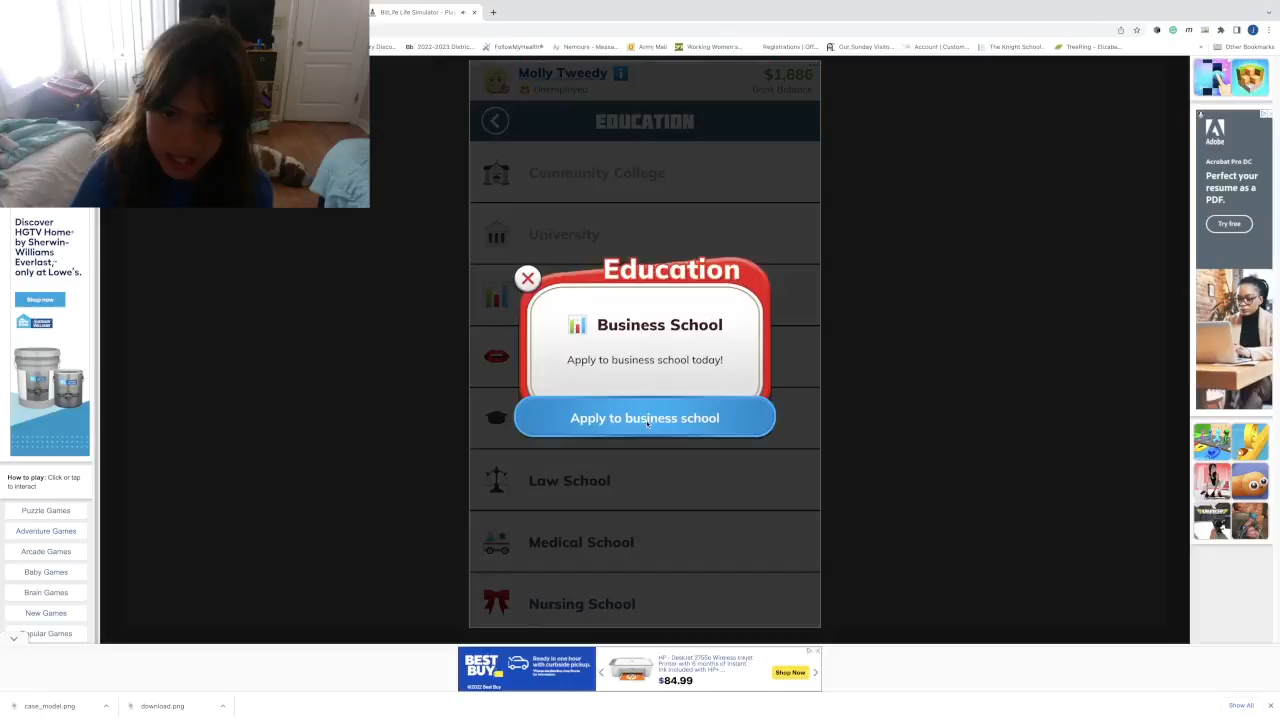 BitLife Life Simulator
2022-2023 Distric...
FollowMyHealth®
Nemours - Messa...
Army Mail
Working Women's...
Registrations | Off...
Our Sunday Visito...
Account | Custom...
The Knight School...
TreeRing - Elizaba...
Other Bookmarks
Molly Tweedy
$1,886
Unemployed
Bank Balance
EDUCATION
Community College
University
Education
Business School
Apply to business school today!
Apply to business school
Law School
Medical School
Nursing School
Discover
HGTV Home®
by Sherwin-
Williams
Everlast,™
only at Lowe's.
Shop now
SHERWIN
WILLIAMS
How to play: Click or tap
to interact
Puzzle Games
Adventure Games
Arcade Games
Baby Games
Brain Games
New Games
Popular Games
Adobe
Acrobat Pro DC
Perfect your
resume as a
PDF.
Try free
BEST
BUY
Ready in one hour
with curbside pickup.
©2022 Best Buy
HP - DeskJet 2755e Wireless Inkjet
Printer with 6 months of Instant
Ink Included with HP+ ...
$84.99
Shop Now
case_model.png
download.png
Show All